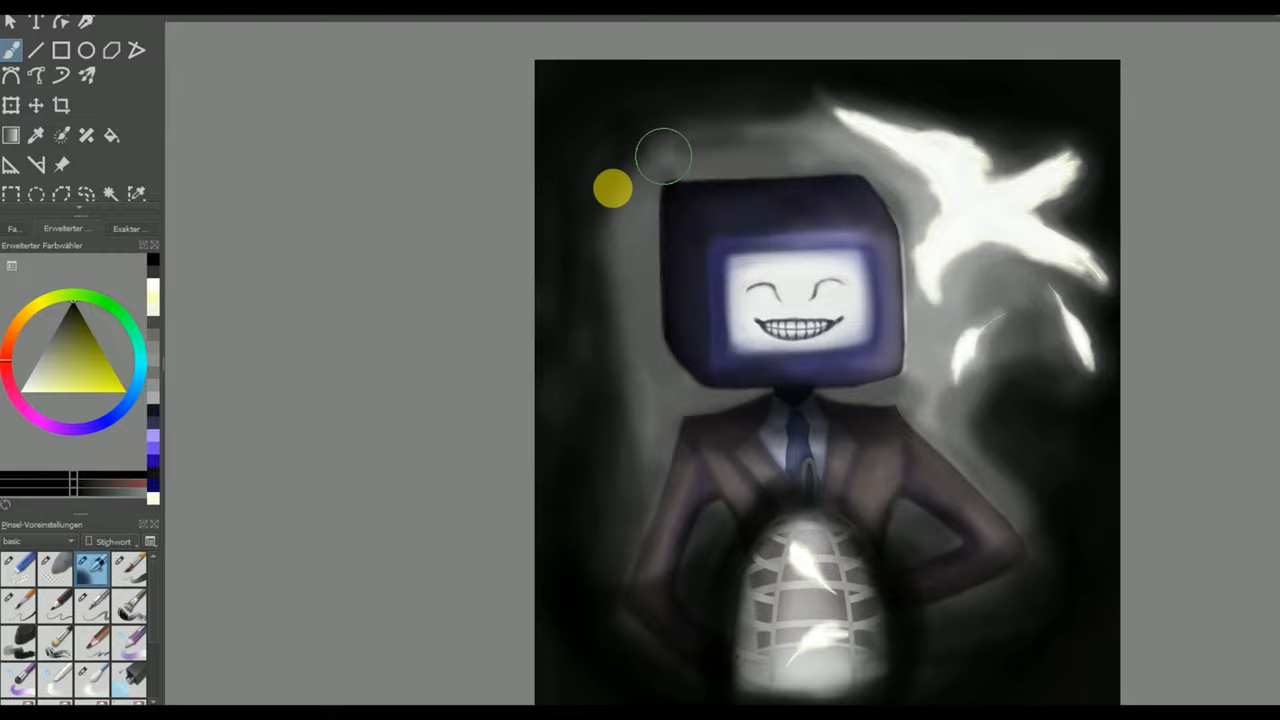 Fa...
Erweiterter ...
Exakter ...
Erweiterter Farbwähler
Pinsel-Voreinstellungen
basic
Stichwort